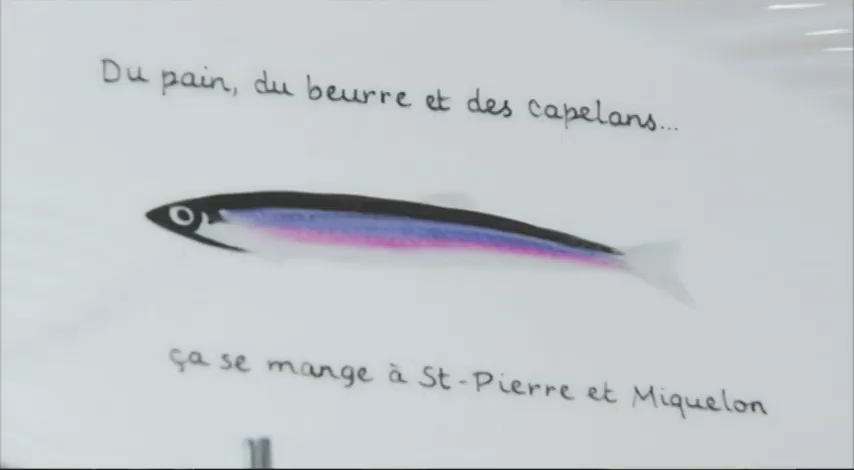 Du pain, du beurre et des capelans...
ça se mange à St-Pierre et Miquelon